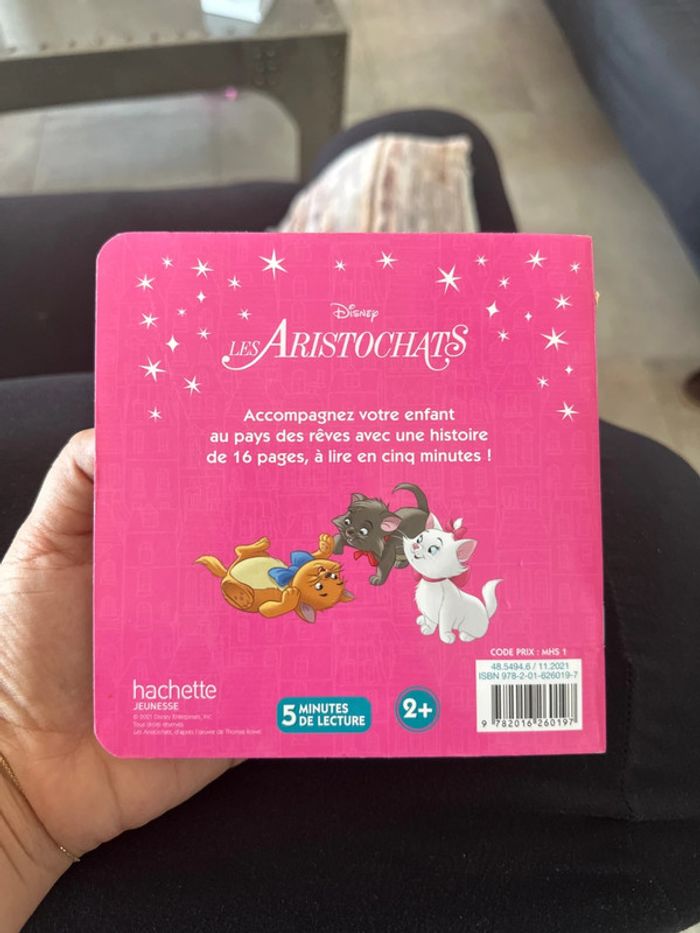 Disney
LES ARISTOCHATS
Accompagnez votre enfant
au pays des rêves avec une histoire
de 16 pages, à lire en cinq minutes !
CODE PRIX : MHS 1
48.5494.6 / 11.2021
ISBN 978-2-01-626019-7
9 782016 260197
hachette
JEUNESSE
© 2021 Disney Enterprises, Inc.
Tous droits réservés
Les Aristochats, d'après l'œuvre de Thomas Rowe.
5 MINUTES
DE LECTURE
2+